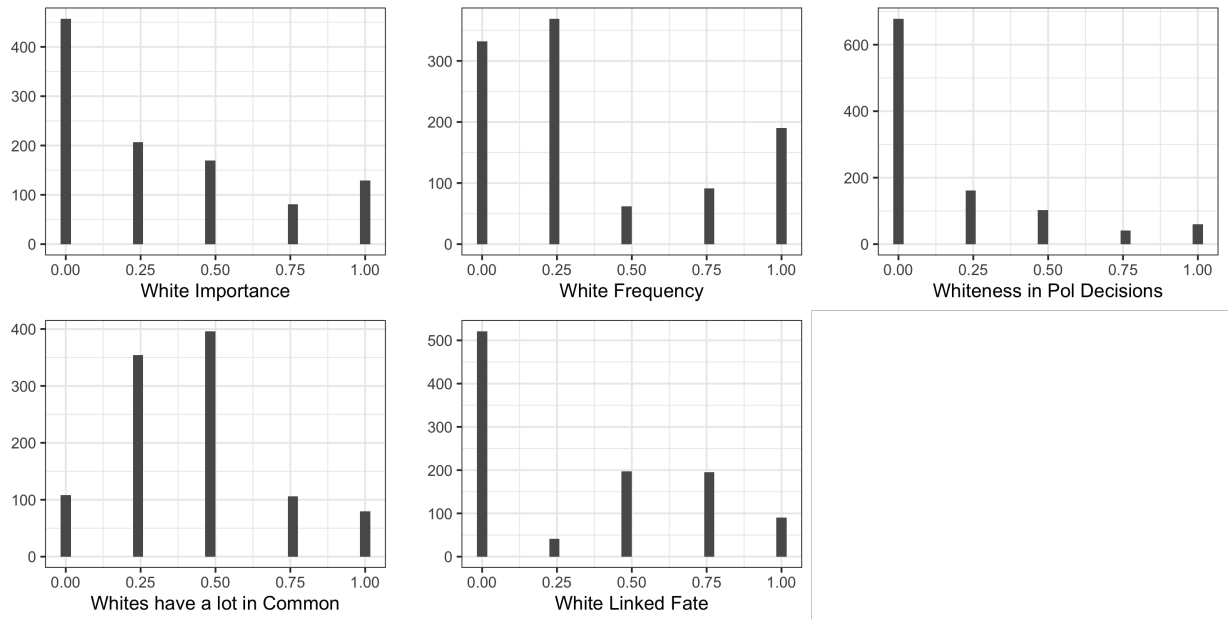 400
300
200
100
0
0.00 0.25 0.50 0.75 1.00
White Importance
300
200
100
0
0.00 0.25 0.50 0.75 1.00
White Frequency
600
400
200
0
0.00 0.25 0.50 0.75 1.00
Whiteness in Pol Decisions
400
300
200
100
0
0.00 0.25 0.50 0.75 1.00
Whites have a lot in Common
500
400
300
200
100
0
0.00 0.25 0.50 0.75 1.00
White Linked Fate